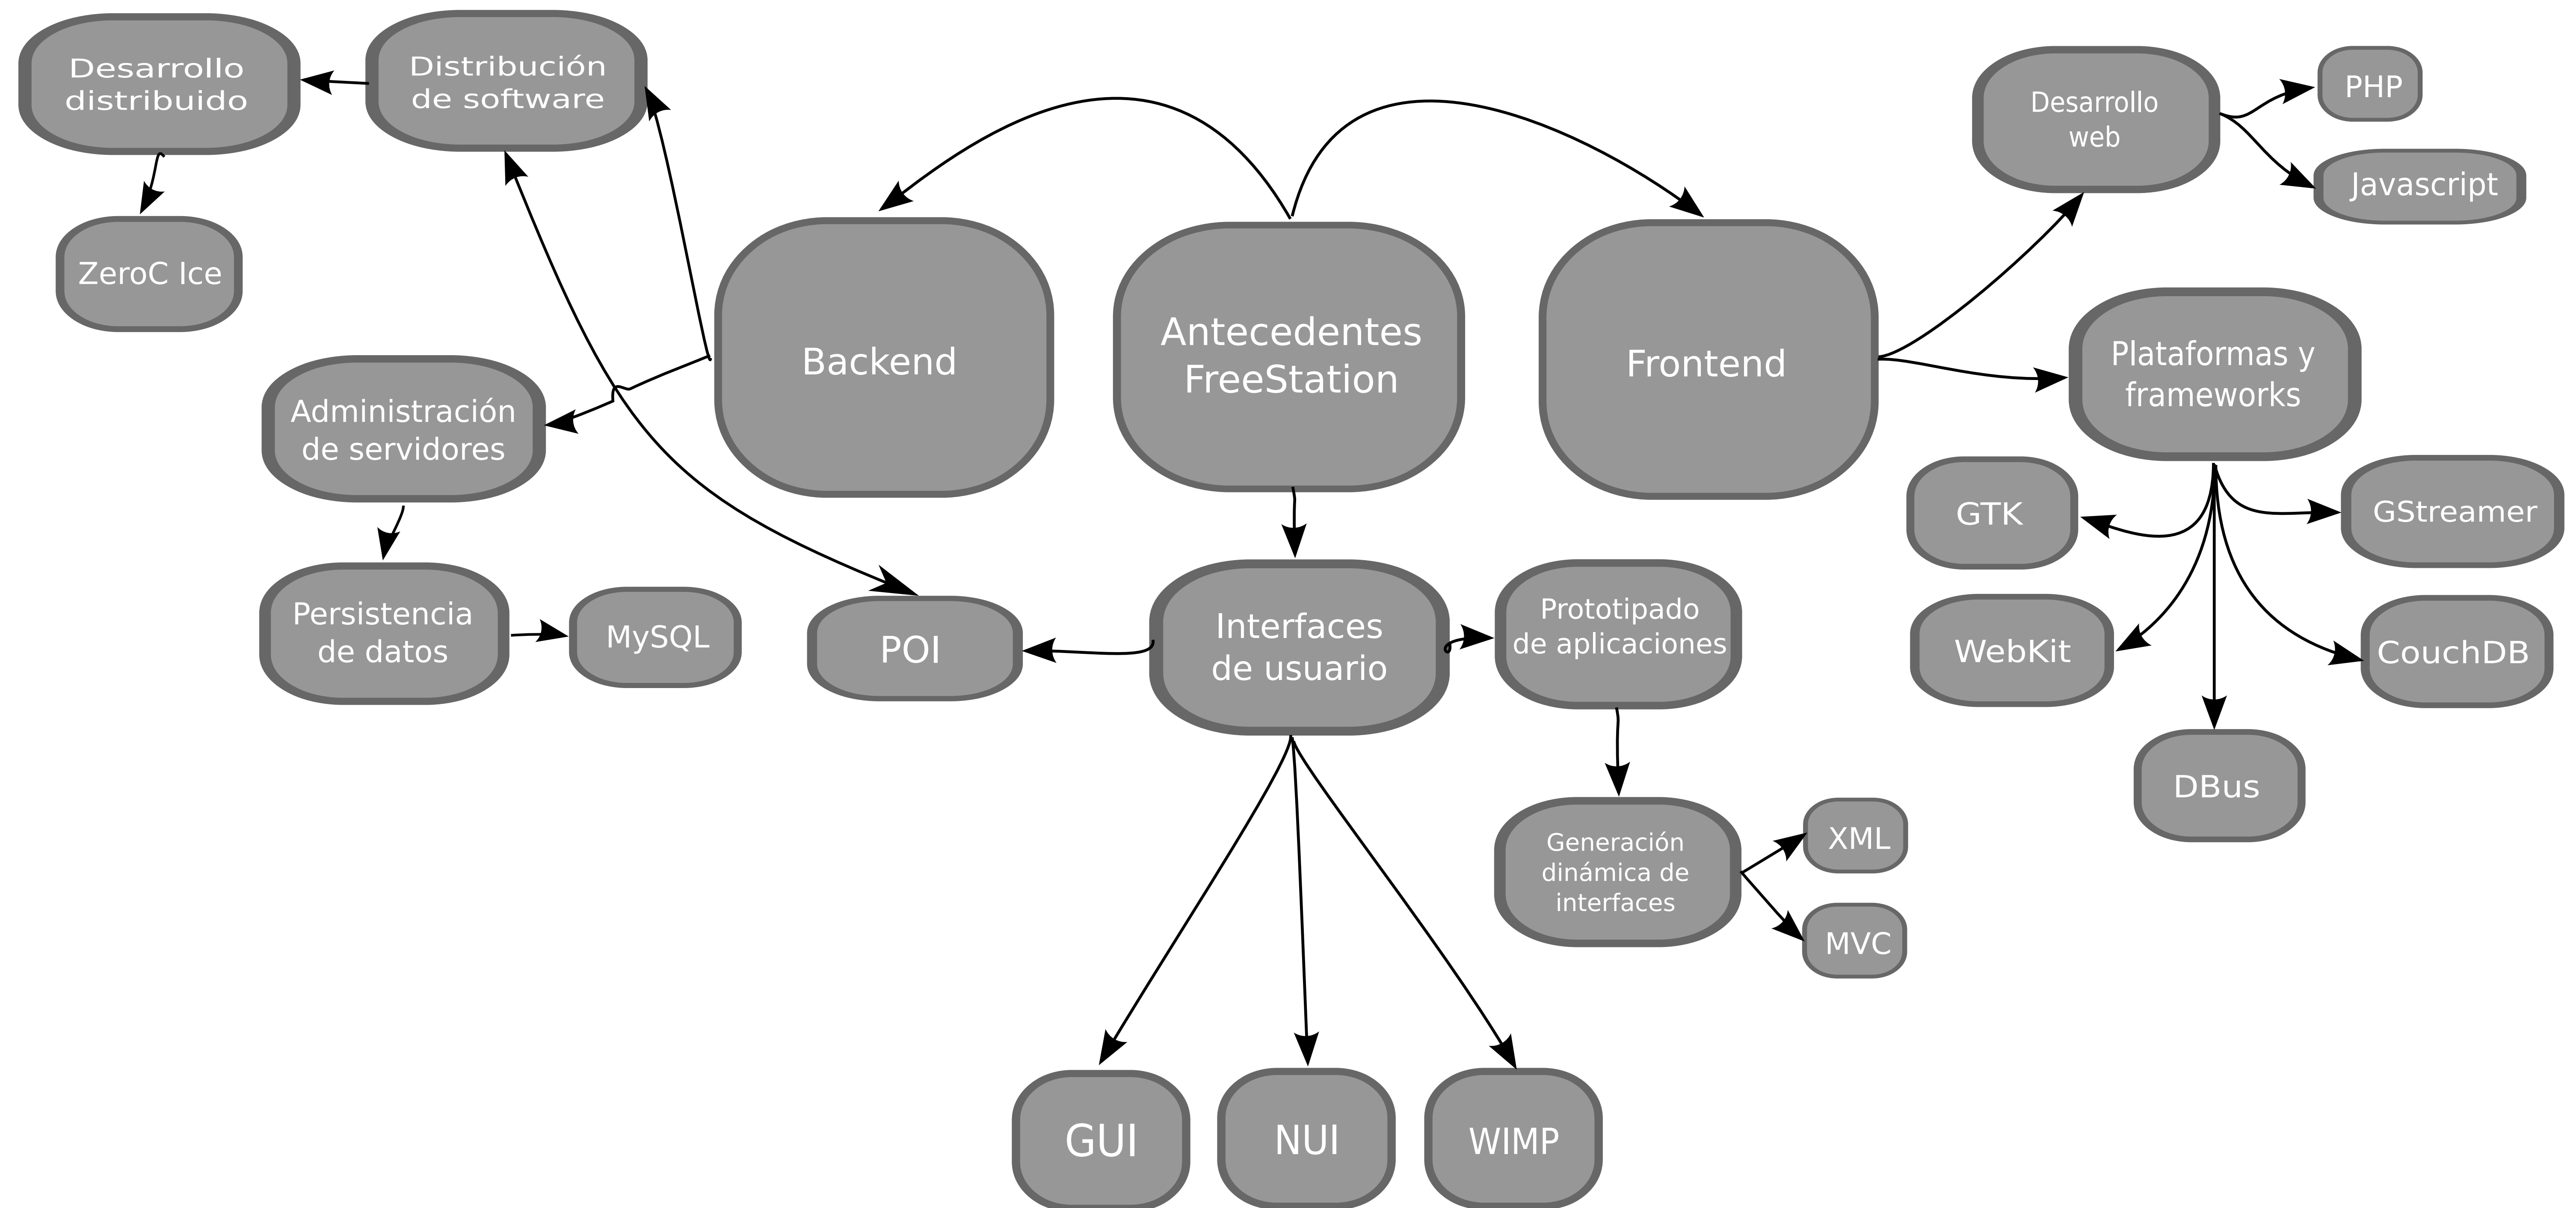 Desarrollo
distribuido
Distribución
de software
ZeroC Ice
Administración
de servidores
Persistencia
de datos
MySQL
Backend
Antecedentes
FreeStation
Frontend
Desarrollo
web
PHP
Javascript
Plataformas y
frameworks
GTK
GStreamer
WebKit
CouchDB
DBus
POI
Interfaces
de usuario
Prototipado
de aplicaciones
Generación
dinámica de
interfaces
XML
MVC
GUI
NUI
WIMP